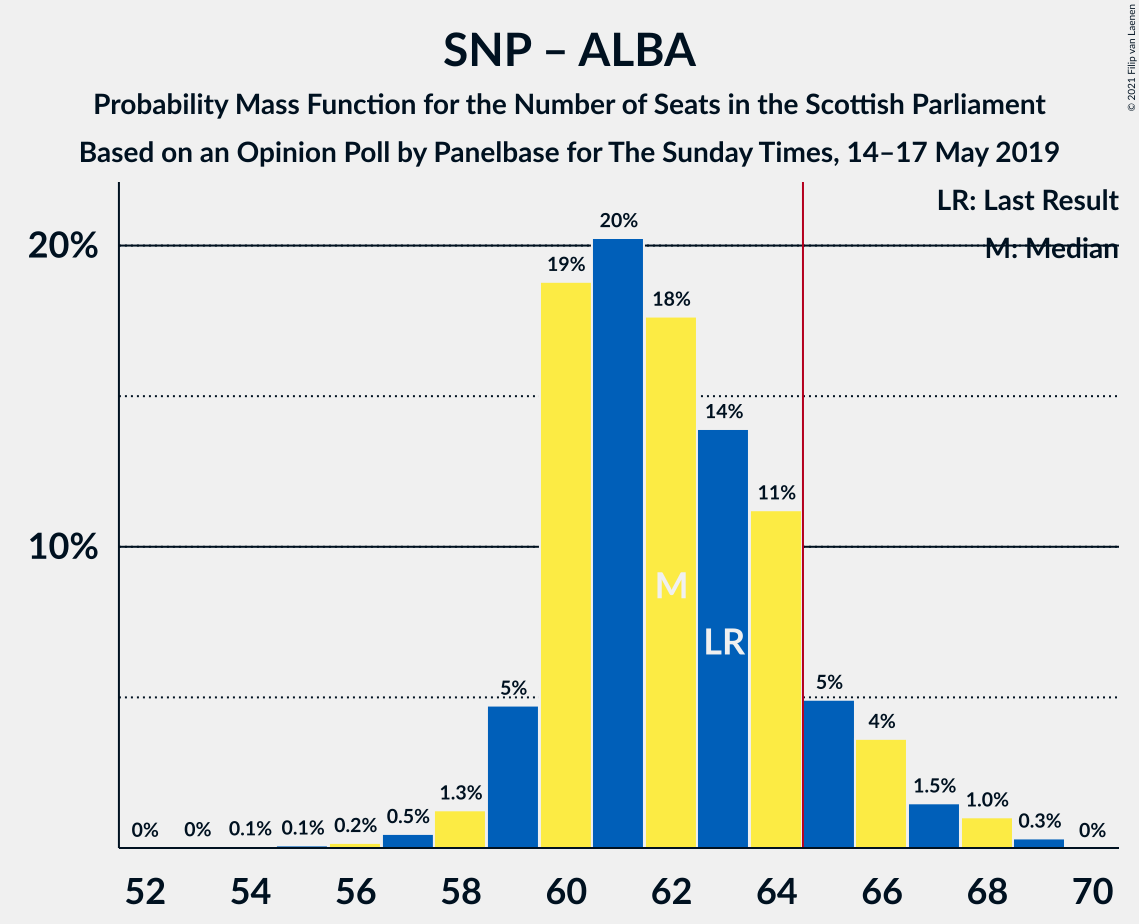 SNP – ALBA
Probability Mass Function for the Number of Seats in the Scottish Parliament
Based on an Opinion Poll by Panelbase for The Sunday Times, 14–17 May 2019
© 2021 Filip van Laenen
LR: Last Result
M: Median
20%
10%
0% 0% 0.1% 0.1% 0.2% 0.5% 1.3% 5% 19% 20% 18% 14% 11% 5% 4% 1.5% 1.0% 0.3% 0%
M
LR
52 54 56 58 60 62 64 66 68 70